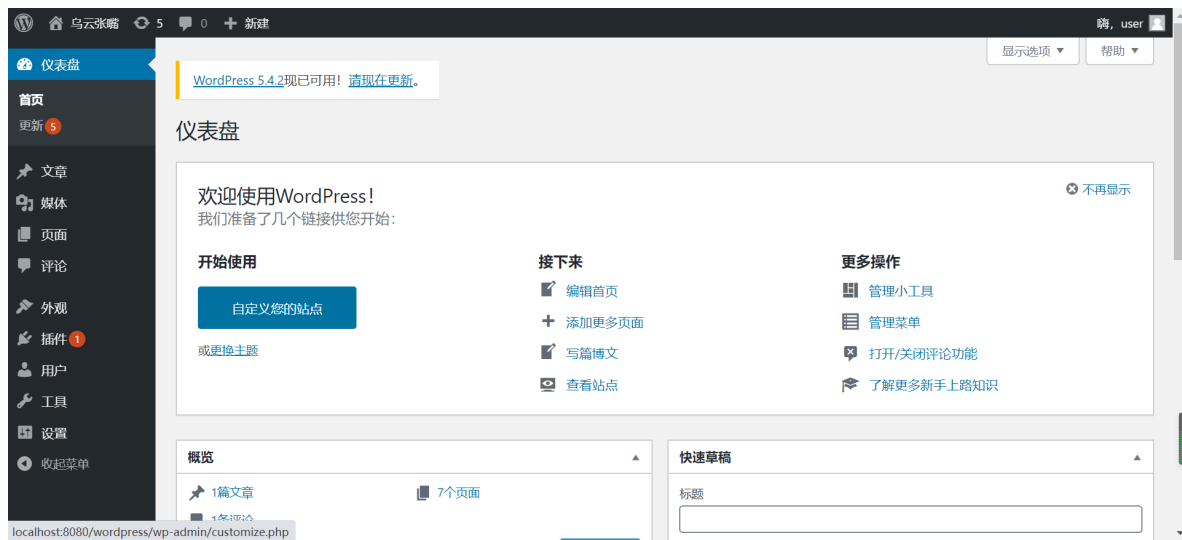 乌云张嘴 5 0 新建 嗨, user
显示选项 ▼ 帮助 ▼
仪表盘
首页
更新 5
文章
媒体
页面
评论
外观
插件 1
用户
工具
设置
收起菜单
WordPress 5.4.2现已可用！请现在更新。
仪表盘
欢迎使用WordPress！
不再显示
我们准备了几个链接供您开始：
开始使用
自定义您的站点
或更换主题
接下来
编辑首页
添加更多页面
写篇博文
查看站点
更多操作
管理小工具
管理菜单
打开/关闭评论功能
了解更多新手上路知识
概览
1篇文章 7个页面
1条评论
快速草稿
标题
localhost:8080/wordpress/wp-admin/customize.php